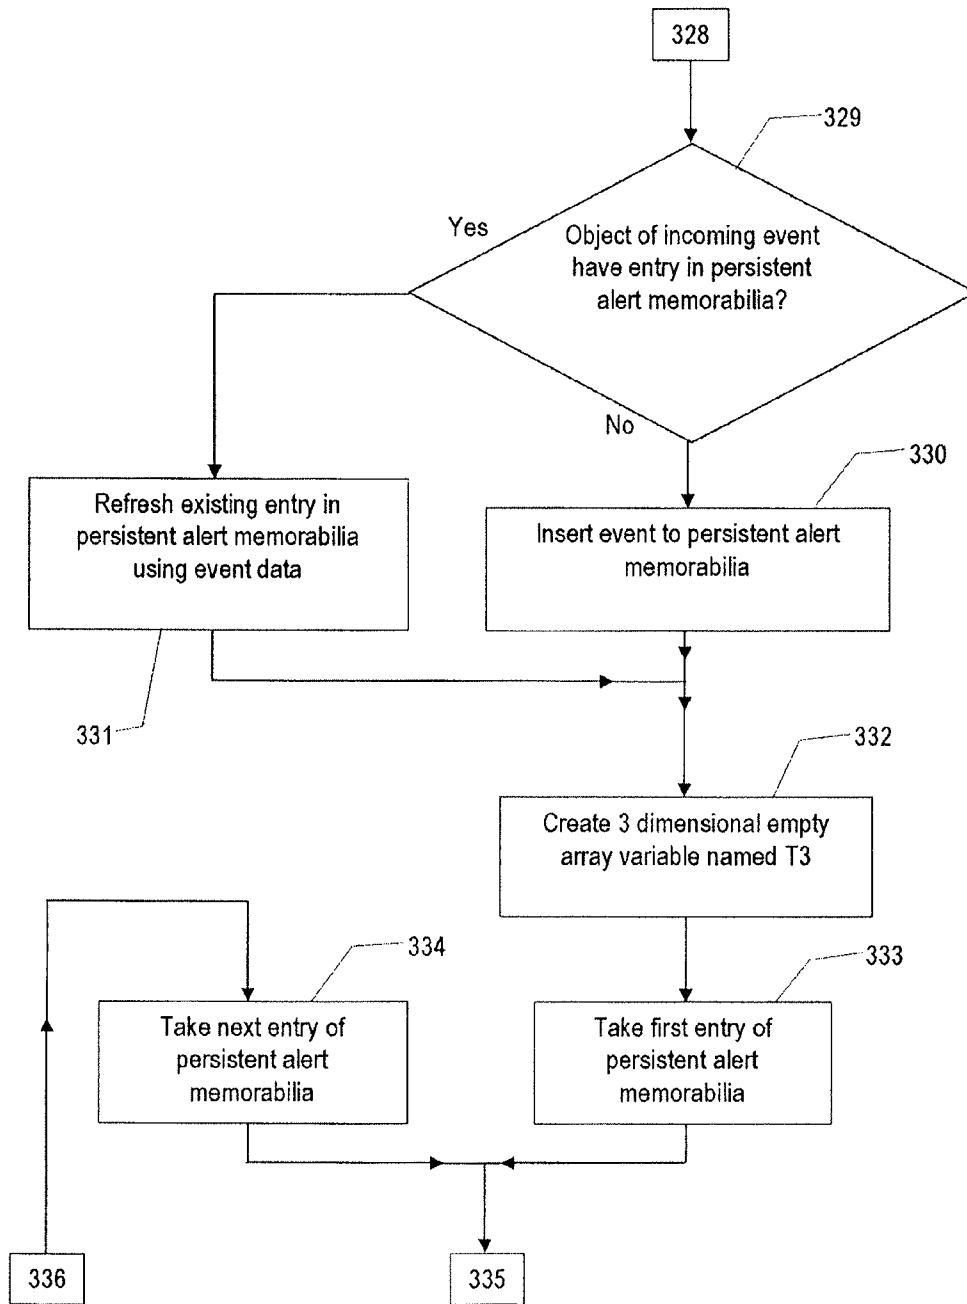 328
329
Yes
Object of incoming event
have entry in persistent
alert memorabilia?
No
330
Refresh existing entry in
persistent alert memorabilia
using event data
Insert event to persistent alert
memorabilia
331
332
Create 3 dimensional empty
array variable named T3
334
333
Take next entry of
persistent alert
memorabilia
Take first entry of
persistent alert
memorabilia
336
335